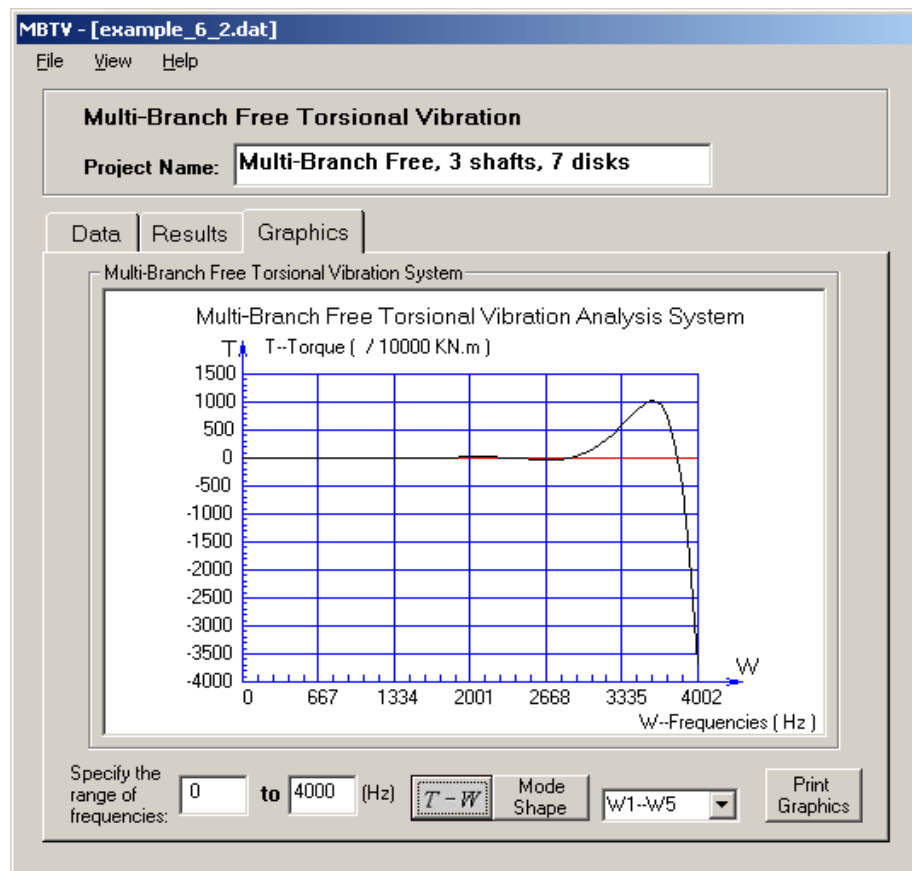 MBTV - [example_6_2.dat]
File View Help
Multi-Branch Free Torsional Vibration
Project Name: Multi-Branch Free, 3 shafts, 7 disks
Data Results Graphics
Multi-Branch Free Torsional Vibration System
Multi-Branch Free Torsional Vibration Analysis System
T T--Torque ( / 10000 KN.m )
1500
1000
500
0
-500
-1000
-1500
-2000
-2500
-3000
-3500
-4000
W
0 667 1334 2001 2668 3335 4002
W--Frequencies ( Hz )
Specify the
range of
frequencies:
0 to 4000 (Hz)
T - W
Mode
Shape
W1--W5
Print
Graphics